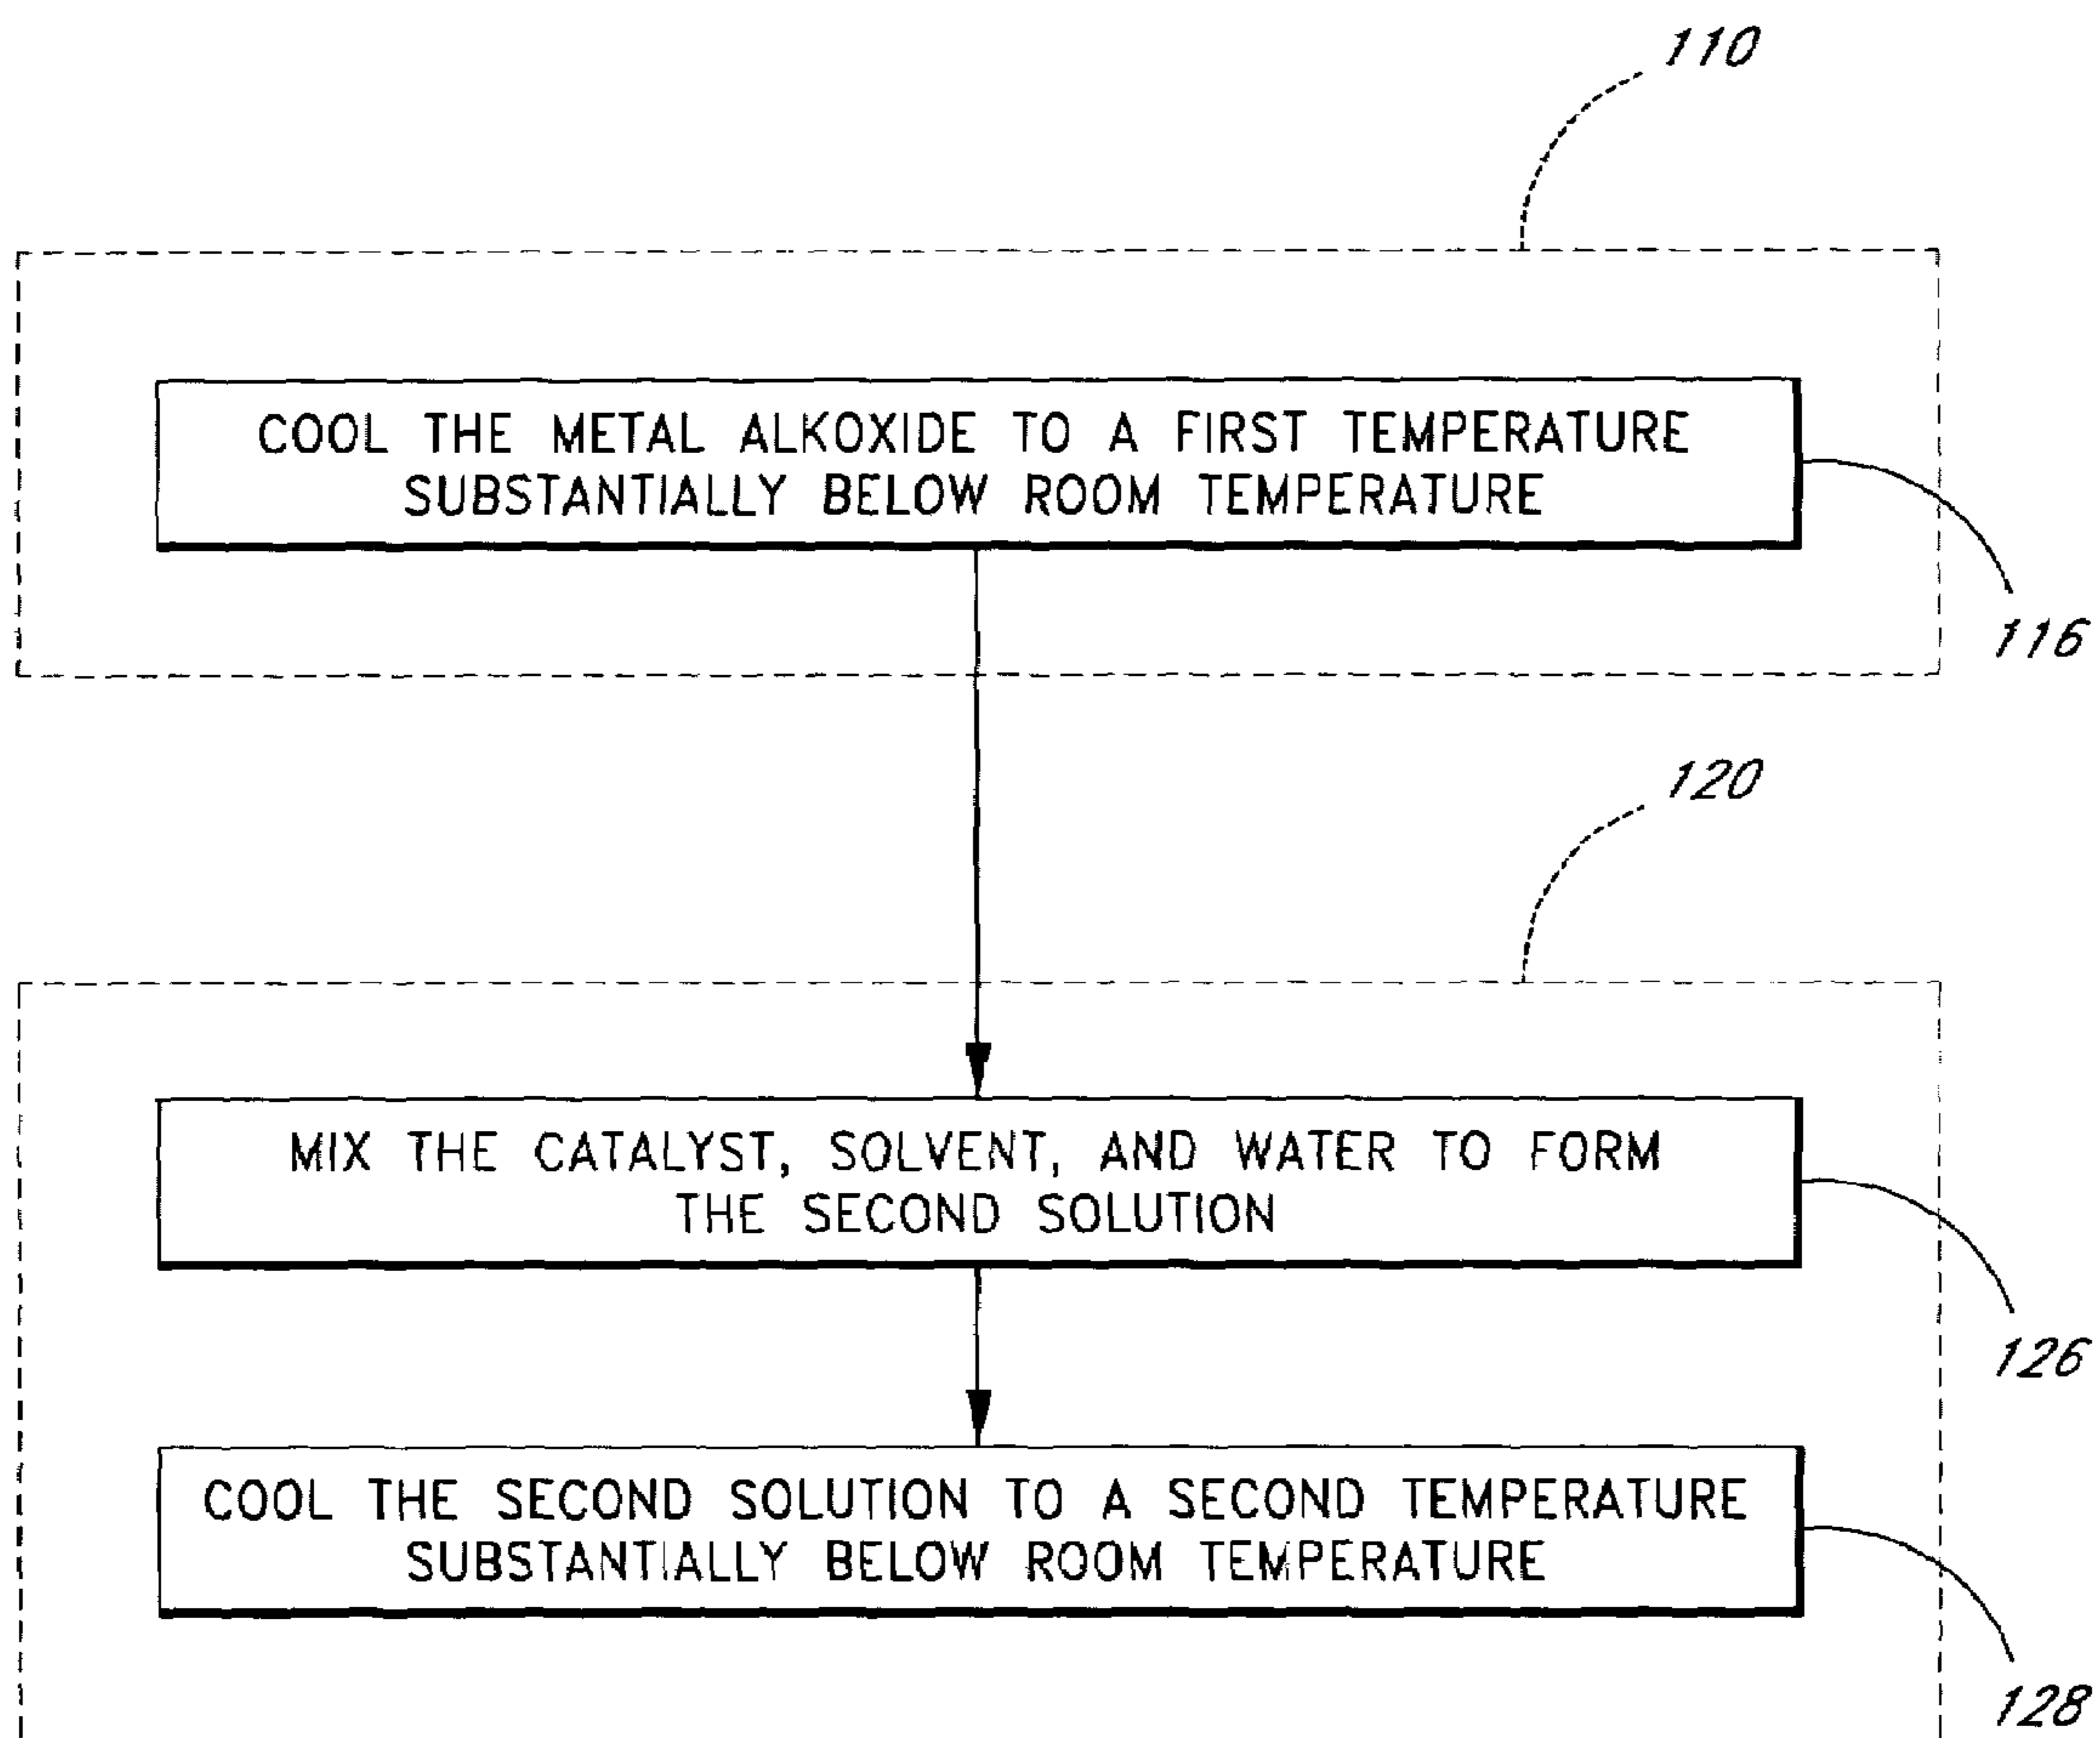 110
COOL THE METAL ALKOXIDE TO A FIRST TEMPERATURE
SUBSTANTIALLY BELOW ROOM TEMPERATURE
116
120
MIX THE CATALYST, SOLVENT, AND WATER TO FORM
THE SECOND SOLUTION
126
COOL THE SECOND SOLUTION TO A SECOND TEMPERATURE
SUBSTANTIALLY BELOW ROOM TEMPERATURE
128